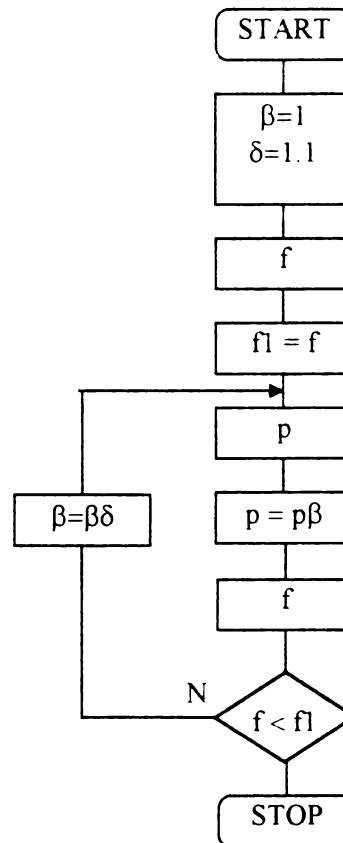 START
β=1
δ=1.1
f
f1 = f
p
β=βδ
p = pβ
f
N
f < f1
STOP